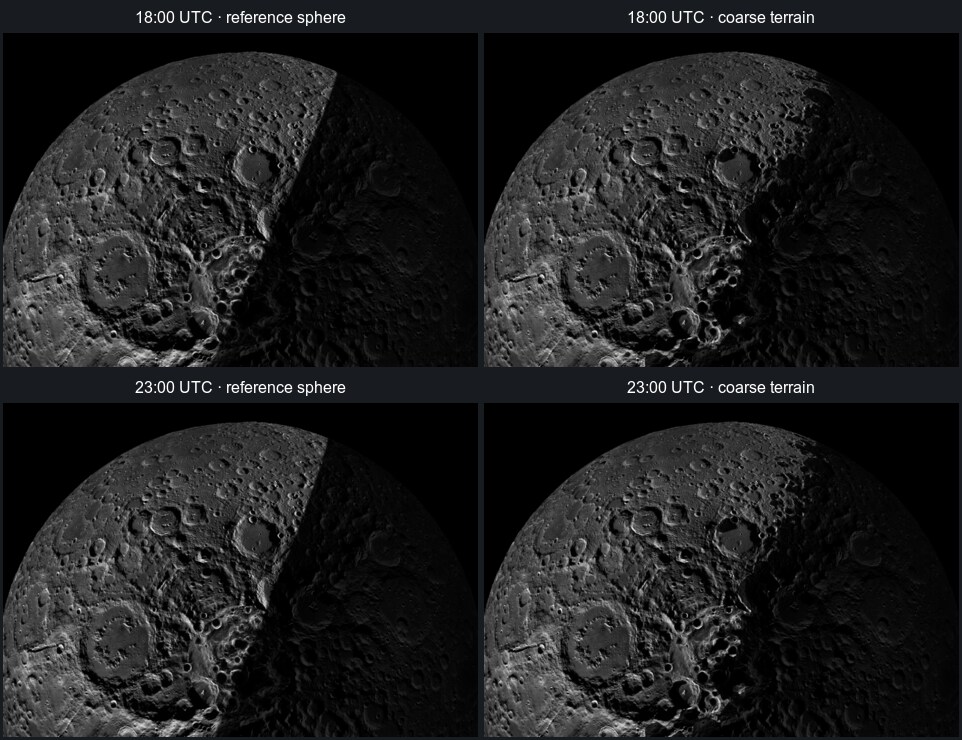 18:00 UTC · reference sphere
18:00 UTC · coarse terrain
23:00 UTC · reference sphere
23:00 UTC · coarse terrain